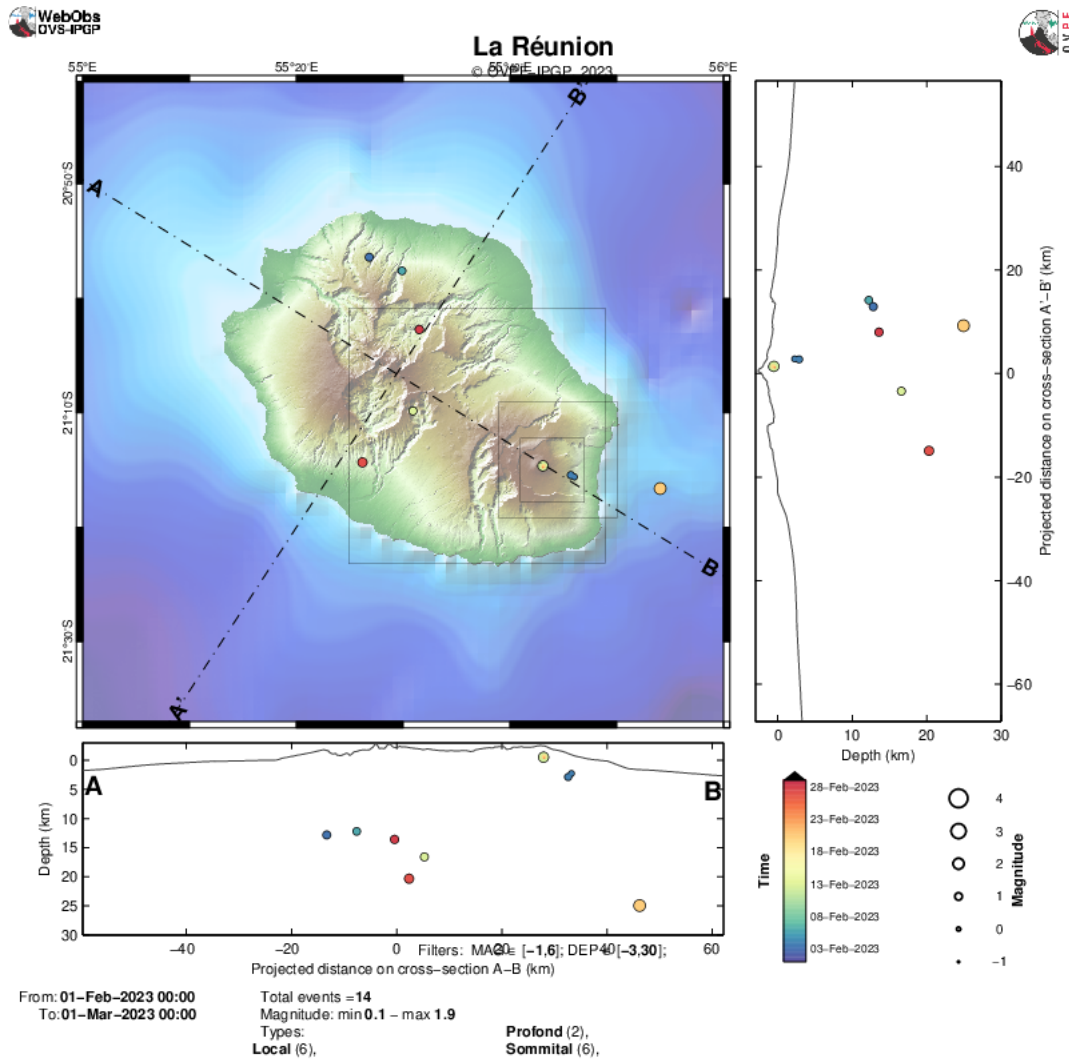 WebObs
OVS-IPGP
La Réunion
© OVPF-IPGP, 2023
55°E
55°20'E
56°E
20°50'S
21°10'S
21°30'S
A
B'
A'
B
40
20
0
−20
−40
−60
Projected distance on cross−section A'−B' (km)
0
10
20
30
Depth (km)
A
B
0
5
10
15
20
25
30
Depth (km)
−40
−20
0
20
40
60
Filters: MAG ∈ [−1,6]; DEP ∈ [−3,30];
Projected distance on cross−section A−B (km)
Time
28−Feb−2023
23−Feb−2023
18−Feb−2023
13−Feb−2023
08−Feb−2023
03−Feb−2023
4
3
2
1
0
−1
Magnitude
From: 01−Feb−2023 00:00
To: 01−Mar−2023 00:00
Total events = 14
Magnitude: min 0.1 − max 1.9
Types:
Profond (2),
Local (6),
Sommital (6),